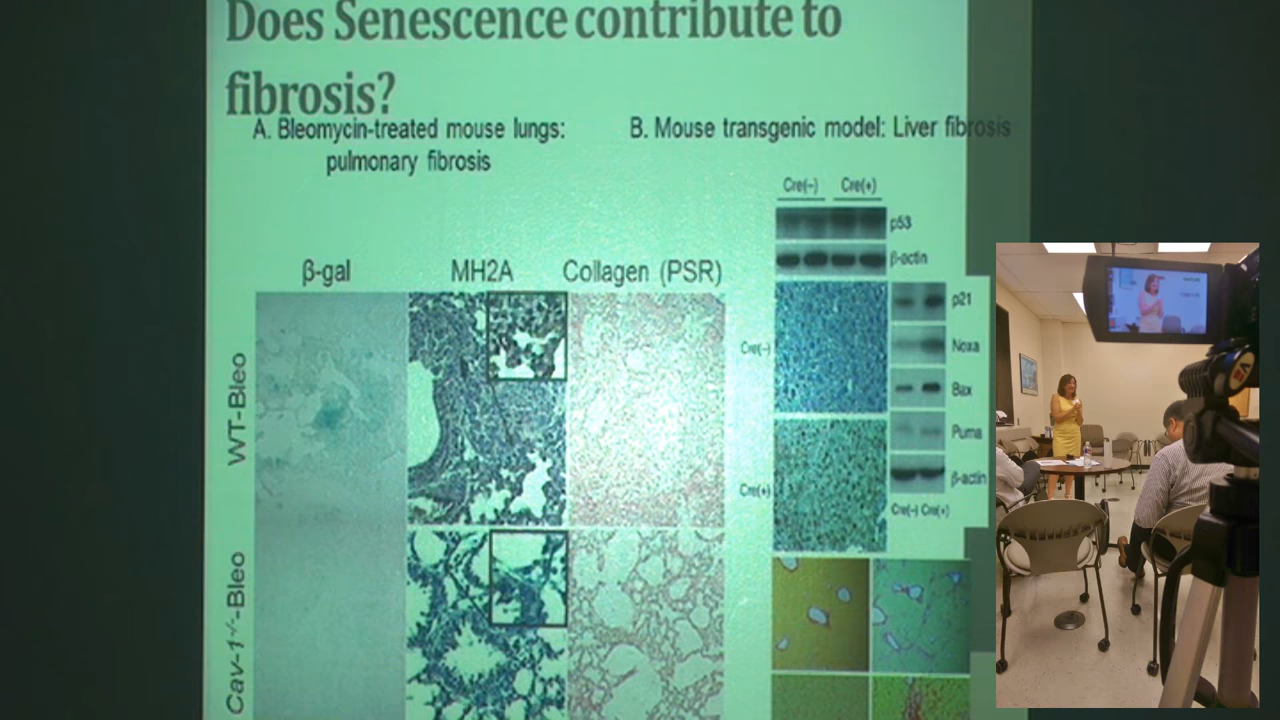 Does Senescence contribute to
fibrosis?
A. Bleomycin-treated mouse lungs:
pulmonary fibrosis
B. Mouse transgenic model: Liver fibrosis
Cre(-) Cre(+)
p53
β-actin
β-gal MH2A Collagen (PSR)
WT-Bleo
Cav-1-/--Bleo
Cre(-)
Cre(+)
p21
Noxa
Bax
Puma
β-actin
Cre(-) Cre(+)